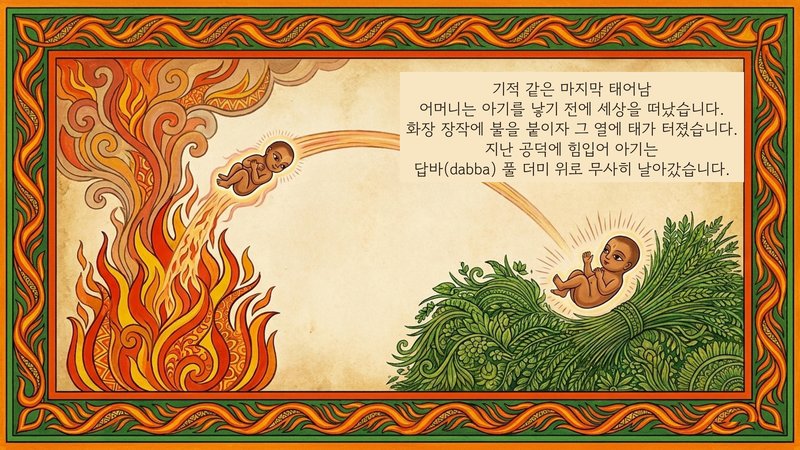 기적 같은 마지막 태어남
어머니는 아기를 낳기 전에 세상을 떠났습니다.
화장 장작에 불을 붙이자 그 열에 태가 터졌습니다.
지난 공덕에 힘입어 아기는
답바(dabba) 풀 더미 위로 무사히 날아갔습니다.